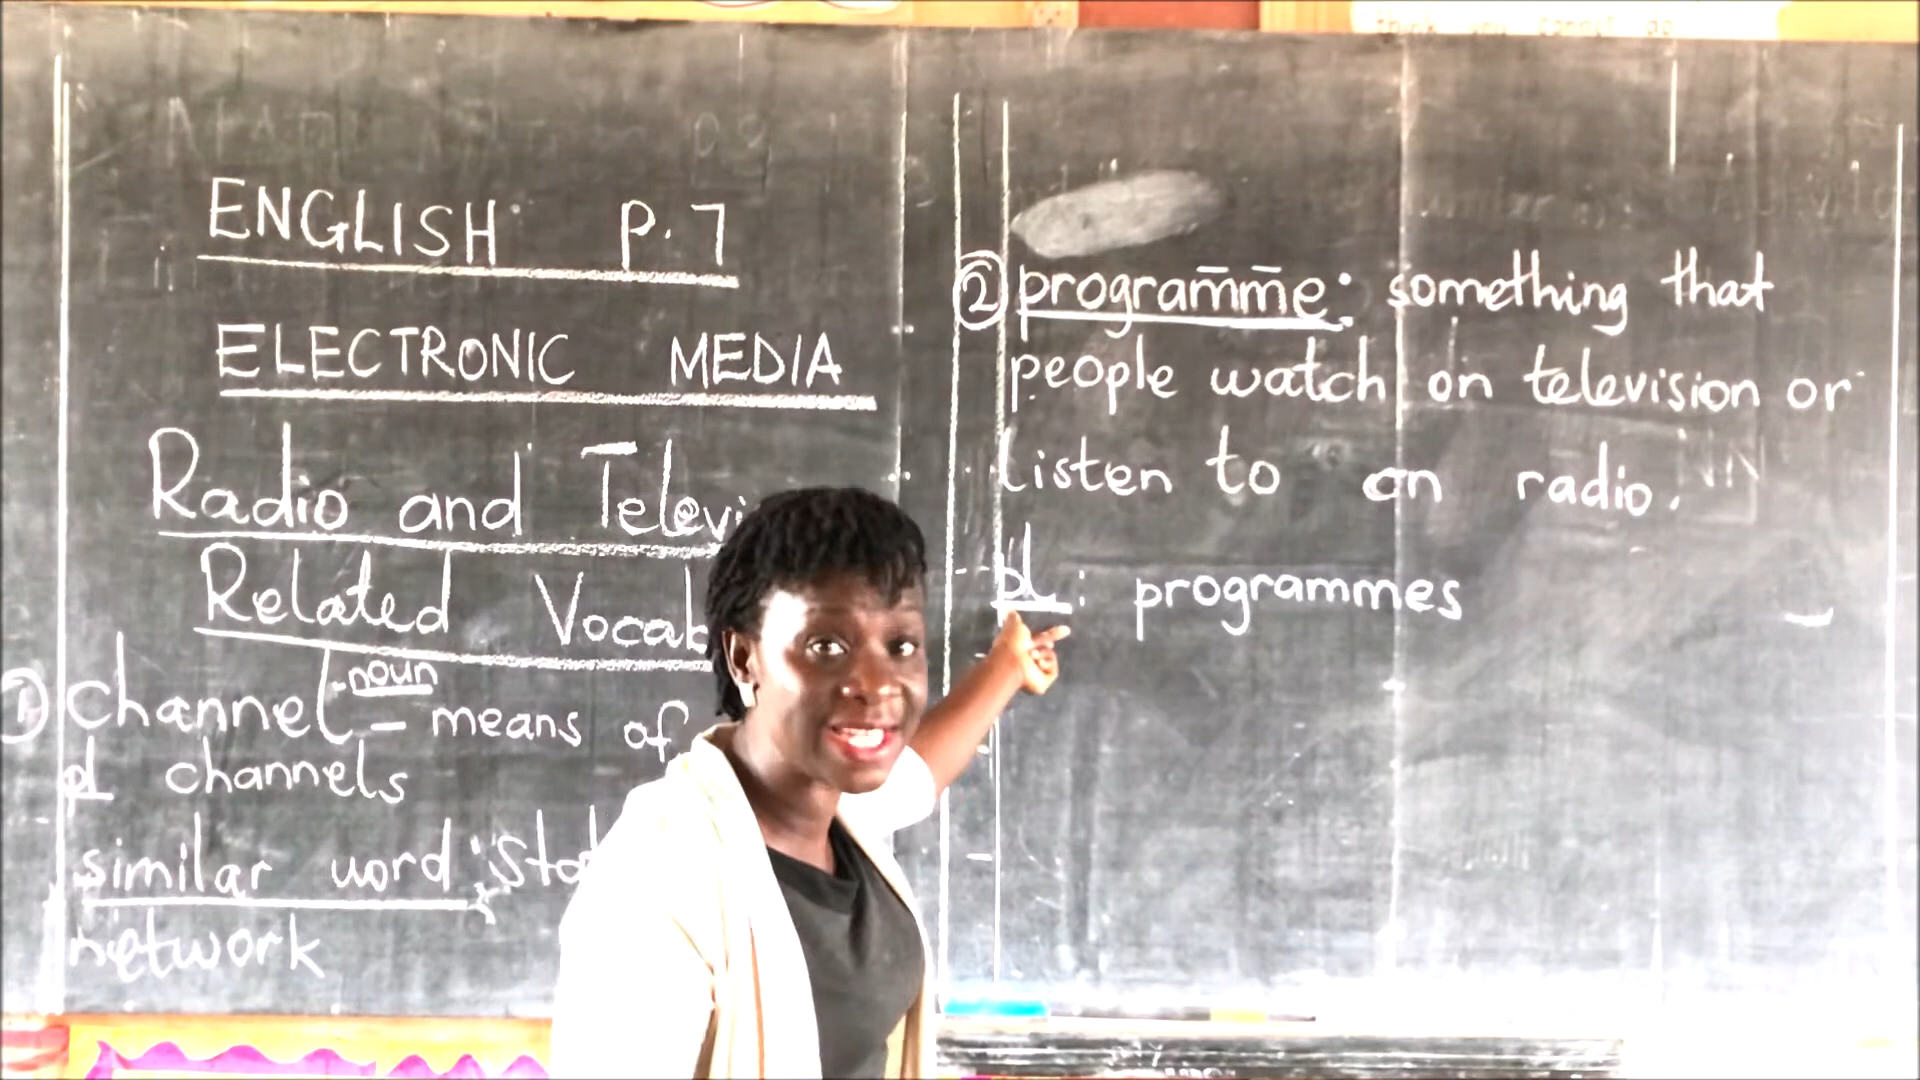 ENGLISH P.7
ELECTRONIC MEDIA
Radio and Televi
Related Vocab
① channel - noun - means of
pl channels
similar word: Stat
network
② programme: something that
people watch on television or
listen to on radio.
pl: programmes